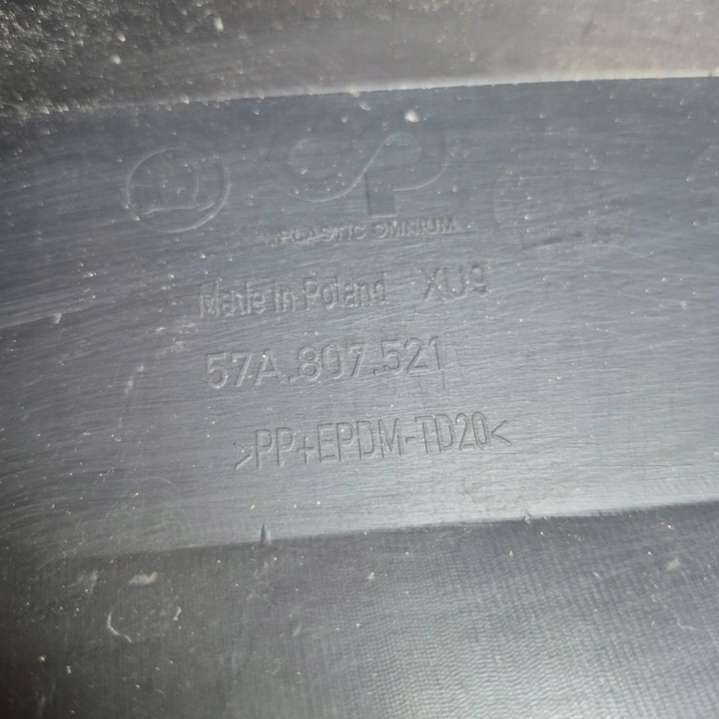 PLASTIC OMNIUM
Made in Poland XU9
57A.807.521
>PP+EPDM-TD20<